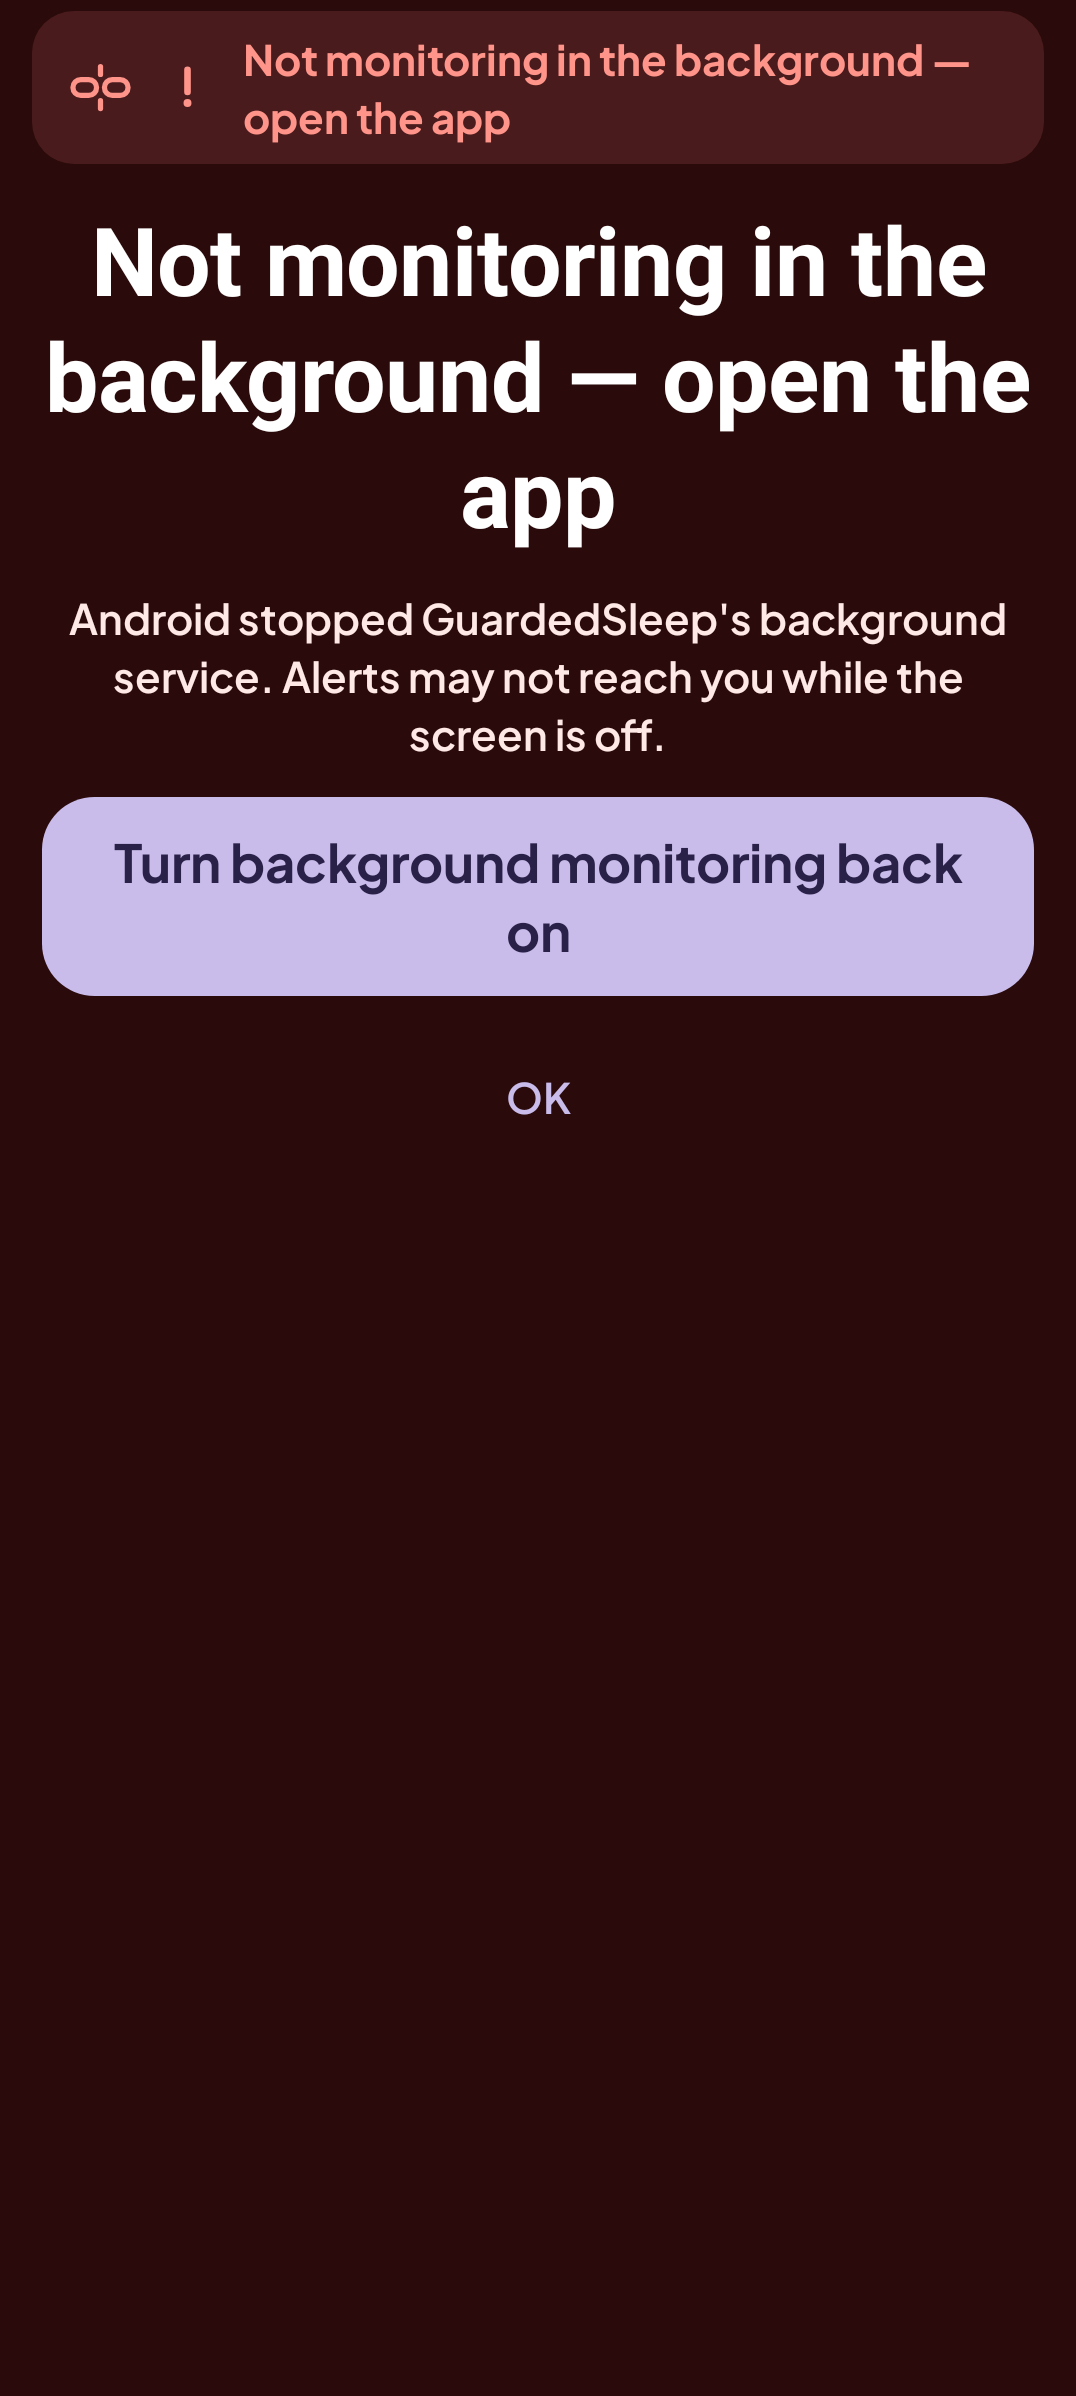 Not monitoring in the background —
open the app
Not monitoring in the
background — open the
app
Android stopped GuardedSleep's background
service. Alerts may not reach you while the
screen is off.
Turn background monitoring back
on
OK